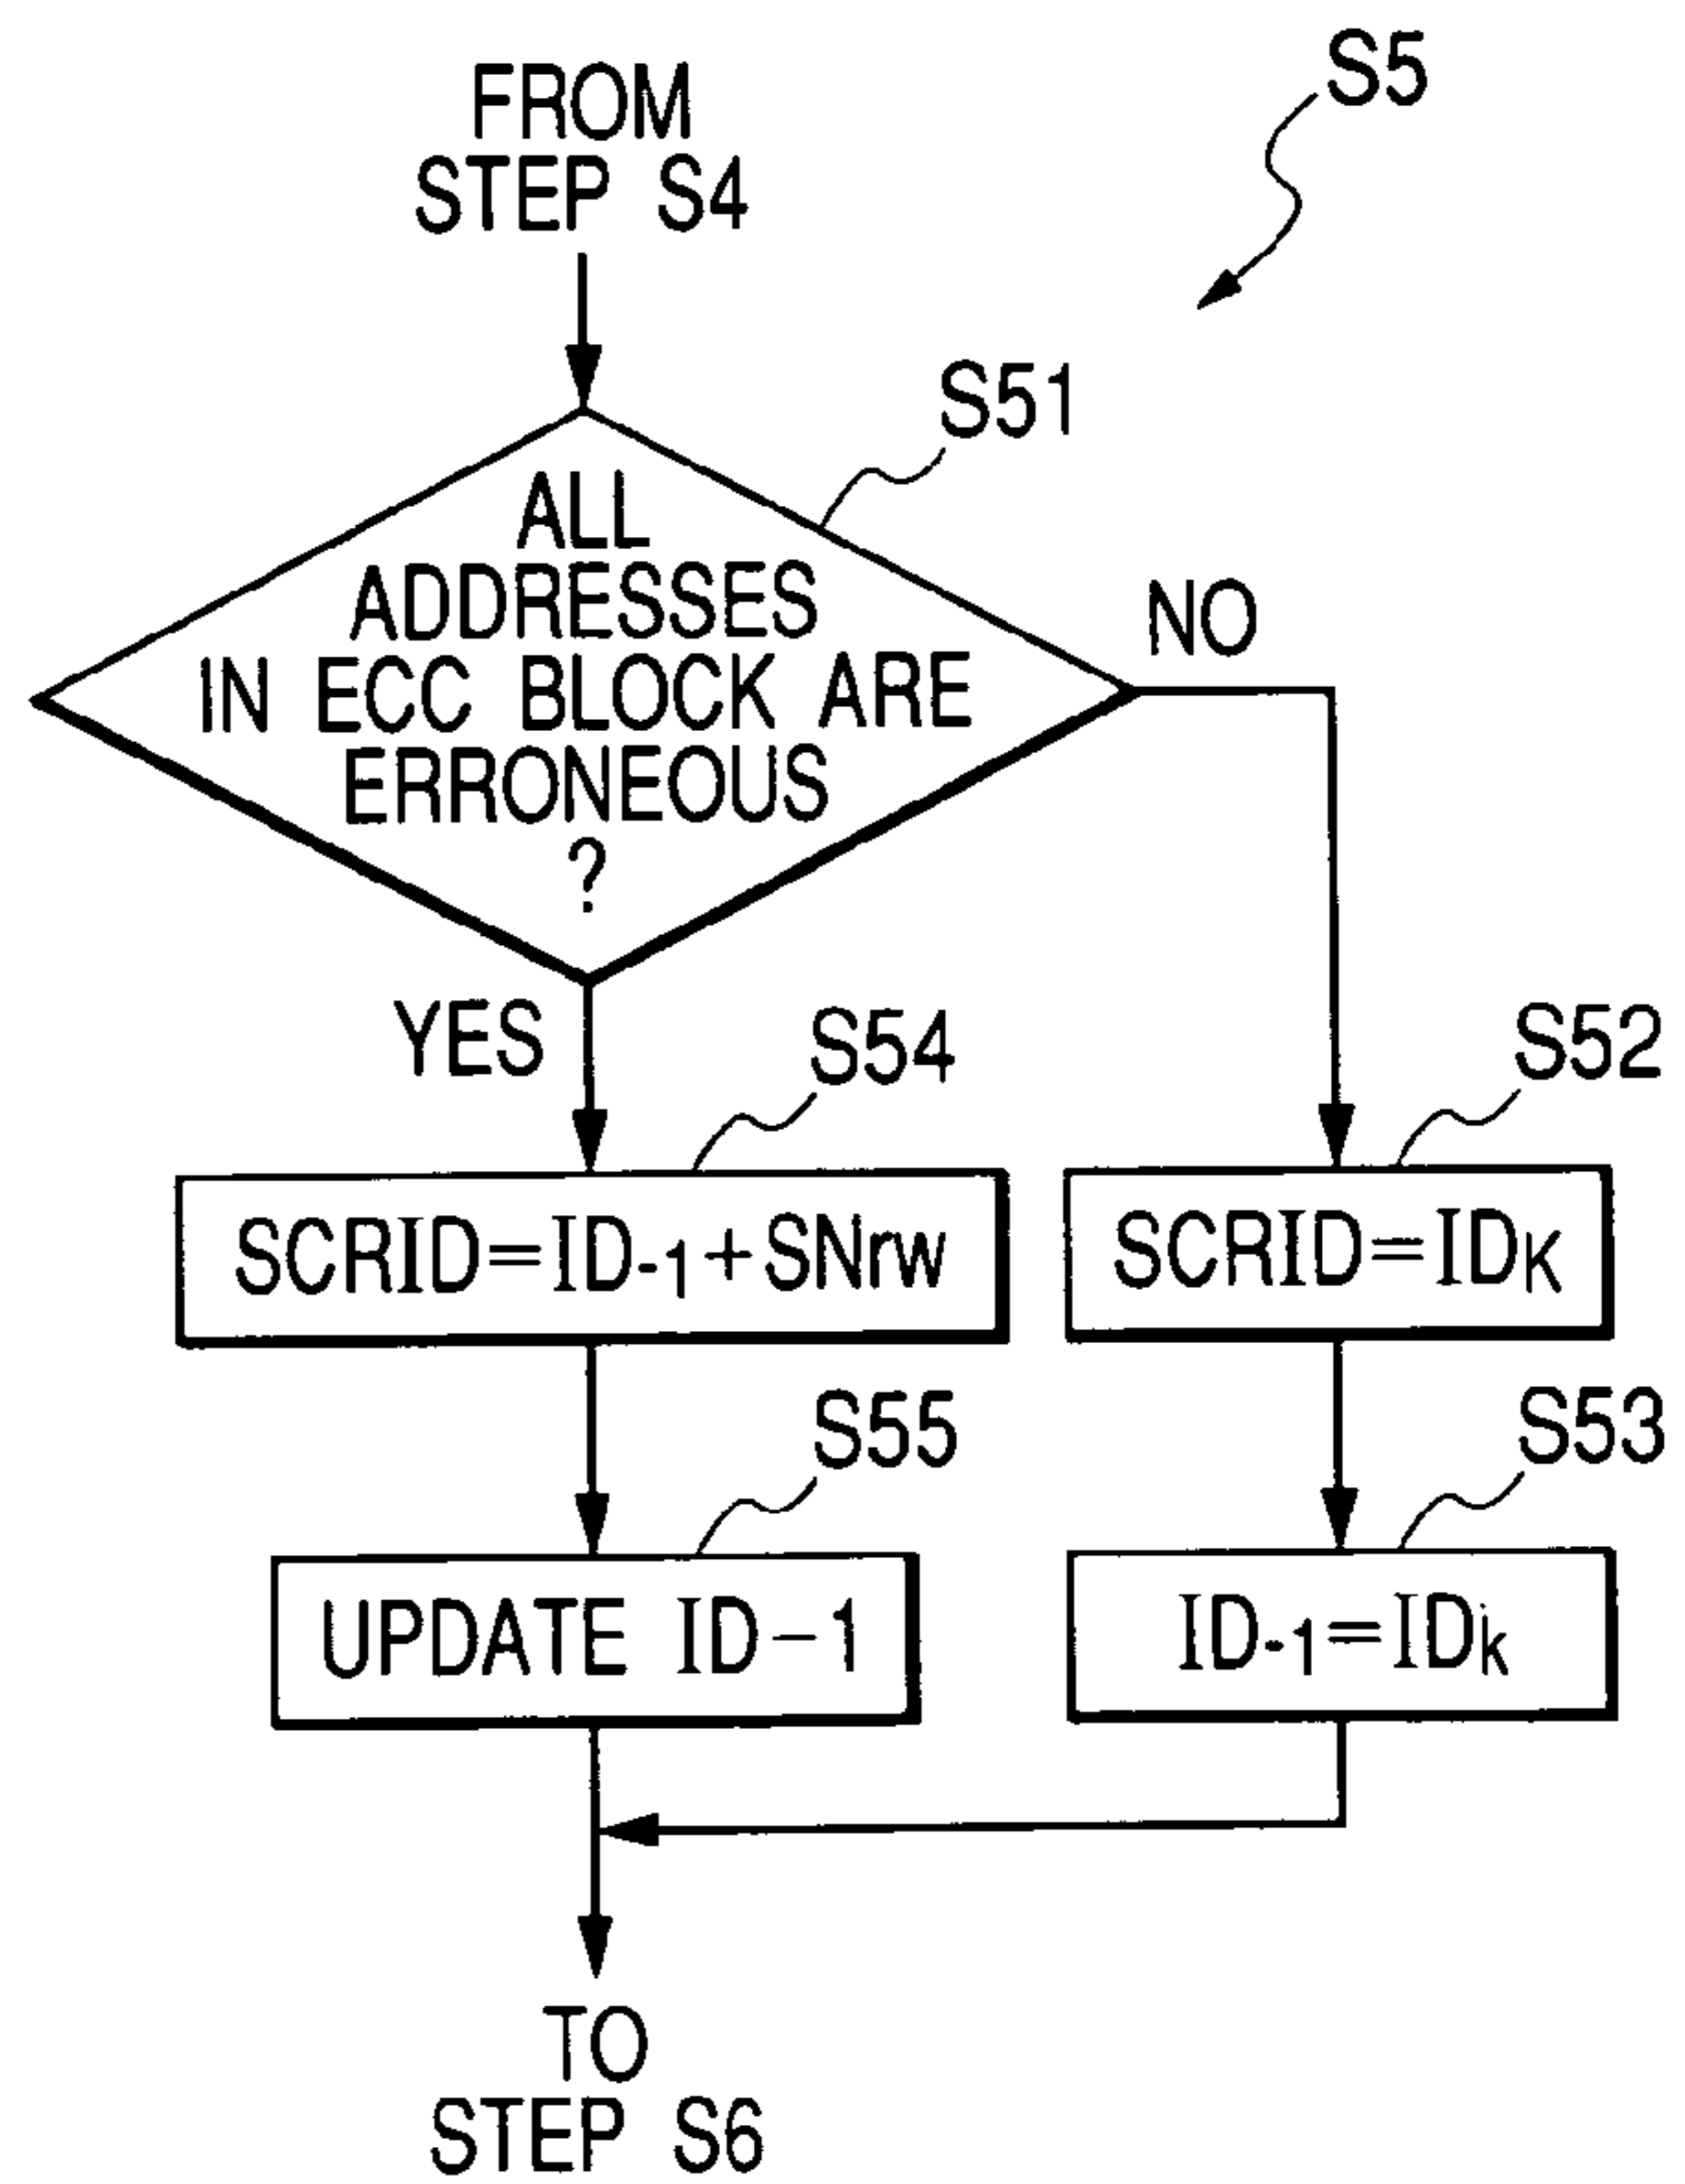 S5
FROM
STEP S4
S51
ALL
ADDRESSES
IN ECC BLOCK ARE
ERRONEOUS
?
NO
YES
S54
S52
SCRID=ID-1+SNrw
SCRID=IDK
S55
S53
UPDATE ID-1
ID-1=IDk
TO
STEP S6